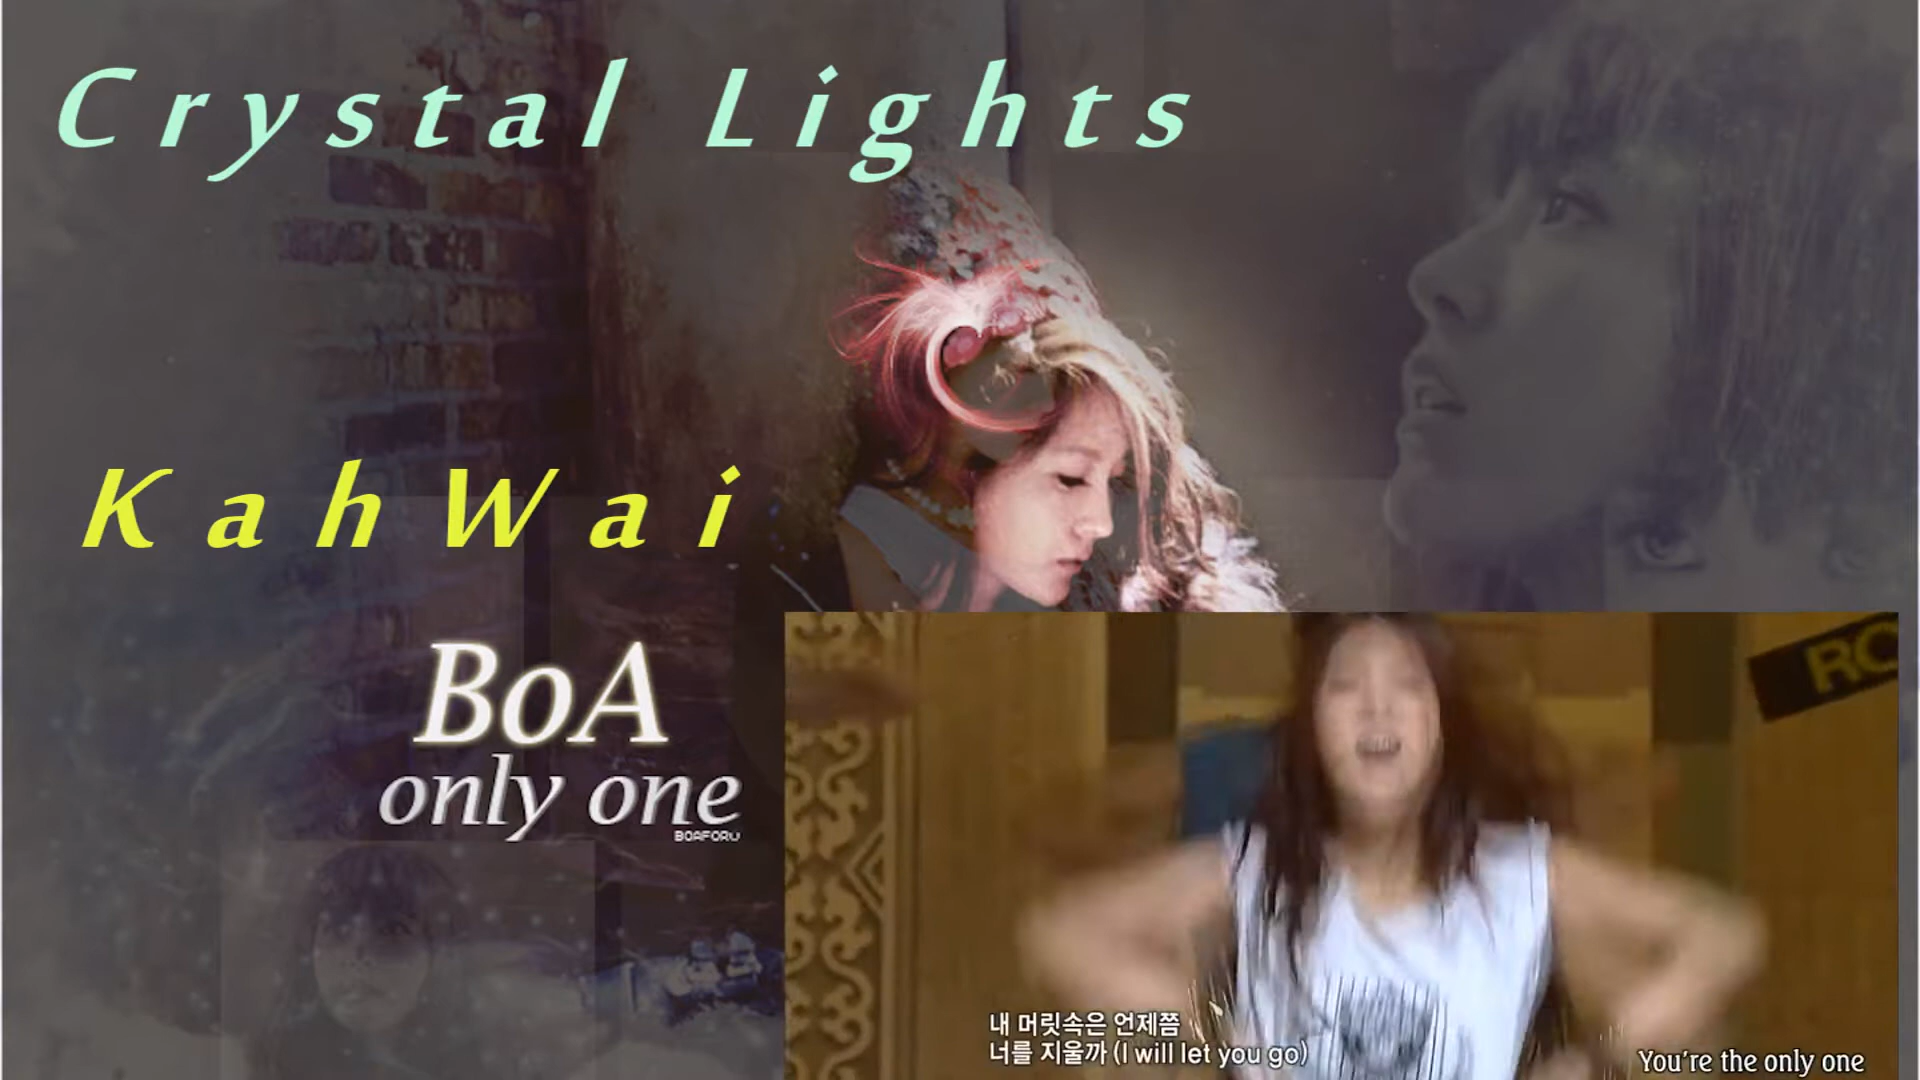 Crystal Lights
KahWai
BoA
only one
BOAFORU
RO
내 머릿속은 언제쯤
너를 지울까 (I will let you go)
You're the only one